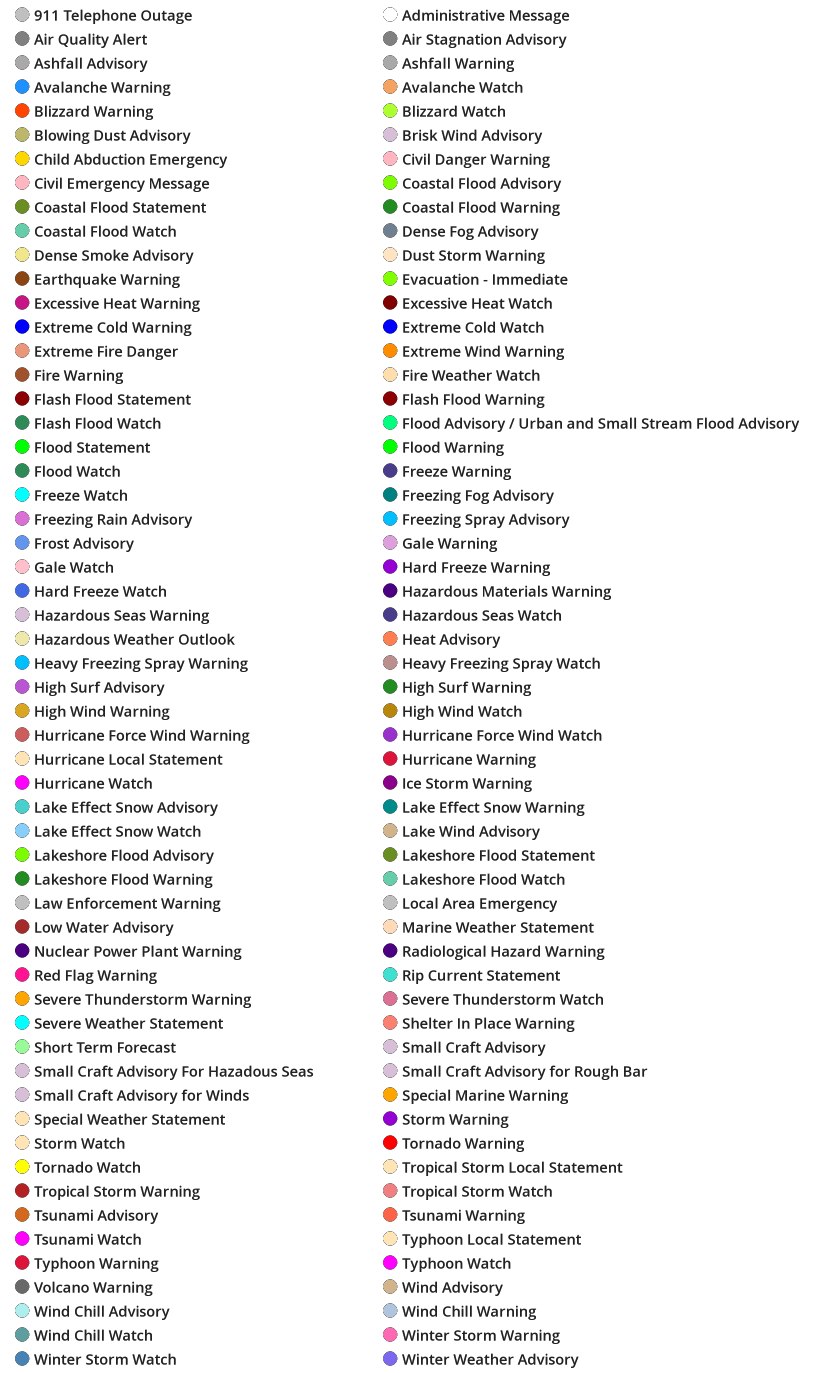 911 Telephone Outage
Administrative Message
Air Quality Alert
Air Stagnation Advisory
Ashfall Advisory
Ashfall Warning
Avalanche Warning
Avalanche Watch
Blizzard Warning
Blizzard Watch
Blowing Dust Advisory
Brisk Wind Advisory
Child Abduction Emergency
Civil Danger Warning
Civil Emergency Message
Coastal Flood Advisory
Coastal Flood Statement
Coastal Flood Warning
Coastal Flood Watch
Dense Fog Advisory
Dense Smoke Advisory
Dust Storm Warning
Earthquake Warning
Evacuation - Immediate
Excessive Heat Warning
Excessive Heat Watch
Extreme Cold Warning
Extreme Cold Watch
Extreme Fire Danger
Extreme Wind Warning
Fire Warning
Fire Weather Watch
Flash Flood Statement
Flash Flood Warning
Flash Flood Watch
Flood Advisory / Urban and Small Stream Flood Advisory
Flood Statement
Flood Warning
Flood Watch
Freeze Warning
Freeze Watch
Freezing Fog Advisory
Freezing Rain Advisory
Freezing Spray Advisory
Frost Advisory
Gale Warning
Gale Watch
Hard Freeze Warning
Hard Freeze Watch
Hazardous Materials Warning
Hazardous Seas Warning
Hazardous Seas Watch
Hazardous Weather Outlook
Heat Advisory
Heavy Freezing Spray Warning
Heavy Freezing Spray Watch
High Surf Advisory
High Surf Warning
High Wind Warning
High Wind Watch
Hurricane Force Wind Warning
Hurricane Force Wind Watch
Hurricane Local Statement
Hurricane Warning
Hurricane Watch
Ice Storm Warning
Lake Effect Snow Advisory
Lake Effect Snow Warning
Lake Effect Snow Watch
Lake Wind Advisory
Lakeshore Flood Advisory
Lakeshore Flood Statement
Lakeshore Flood Warning
Lakeshore Flood Watch
Law Enforcement Warning
Local Area Emergency
Low Water Advisory
Marine Weather Statement
Nuclear Power Plant Warning
Radiological Hazard Warning
Red Flag Warning
Rip Current Statement
Severe Thunderstorm Warning
Severe Thunderstorm Watch
Severe Weather Statement
Shelter In Place Warning
Short Term Forecast
Small Craft Advisory
Small Craft Advisory For Hazadous Seas
Small Craft Advisory for Rough Bar
Small Craft Advisory for Winds
Special Marine Warning
Special Weather Statement
Storm Warning
Storm Watch
Tornado Warning
Tornado Watch
Tropical Storm Local Statement
Tropical Storm Warning
Tropical Storm Watch
Tsunami Advisory
Tsunami Warning
Tsunami Watch
Typhoon Local Statement
Typhoon Warning
Typhoon Watch
Volcano Warning
Wind Advisory
Wind Chill Advisory
Wind Chill Warning
Wind Chill Watch
Winter Storm Warning
Winter Storm Watch
Winter Weather Advisory